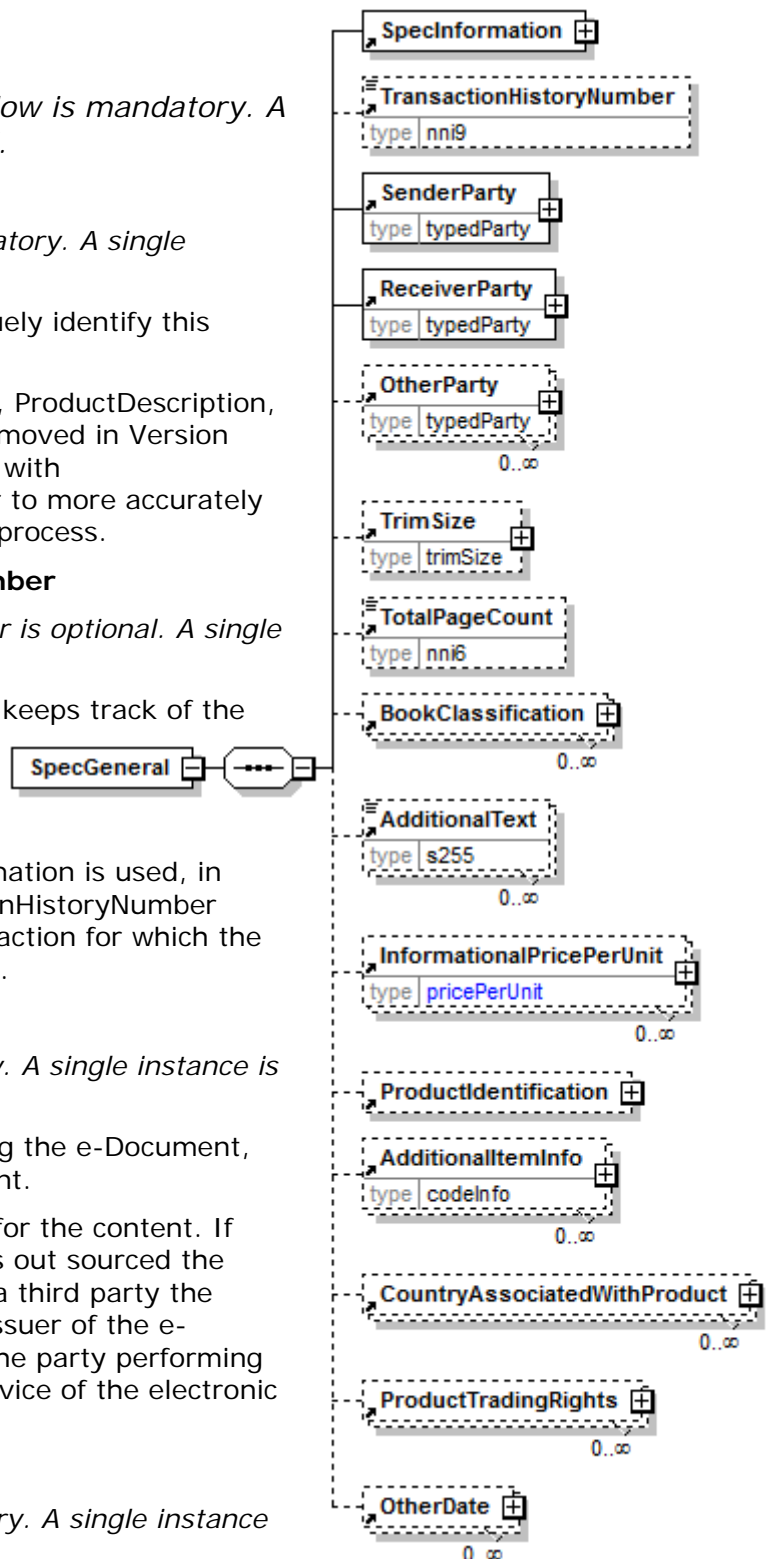 low is mandatory. A
.
atory. A single
uely identify this
, ProductDescription,
moved in Version
with
to more accurately
process.
nber
r is optional. A single
keeps track of the
nation is used, in
nHistoryNumber
action for which the
.
y. A single instance is
g the e-Document,
nt.
for the content. If
s out sourced the
a third party the
ssuer of the e-
he party performing
vice of the electronic
ry. A single instance
SpecGeneral
SpecInformation
TransactionHistoryNumber
type nni9
SenderParty
type typedParty
ReceiverParty
type typedParty
OtherParty
type typedParty
0..∞
TrimSize
type trimSize
TotalPageCount
type nni6
BookClassification
0..∞
AdditionalText
type s255
0..∞
InformationalPricePerUnit
type pricePerUnit
0..∞
ProductIdentification
AdditionalItemInfo
type codeInfo
0..∞
CountryAssociatedWithProduct
0..∞
ProductTradingRights
0..∞
OtherDate
0..∞